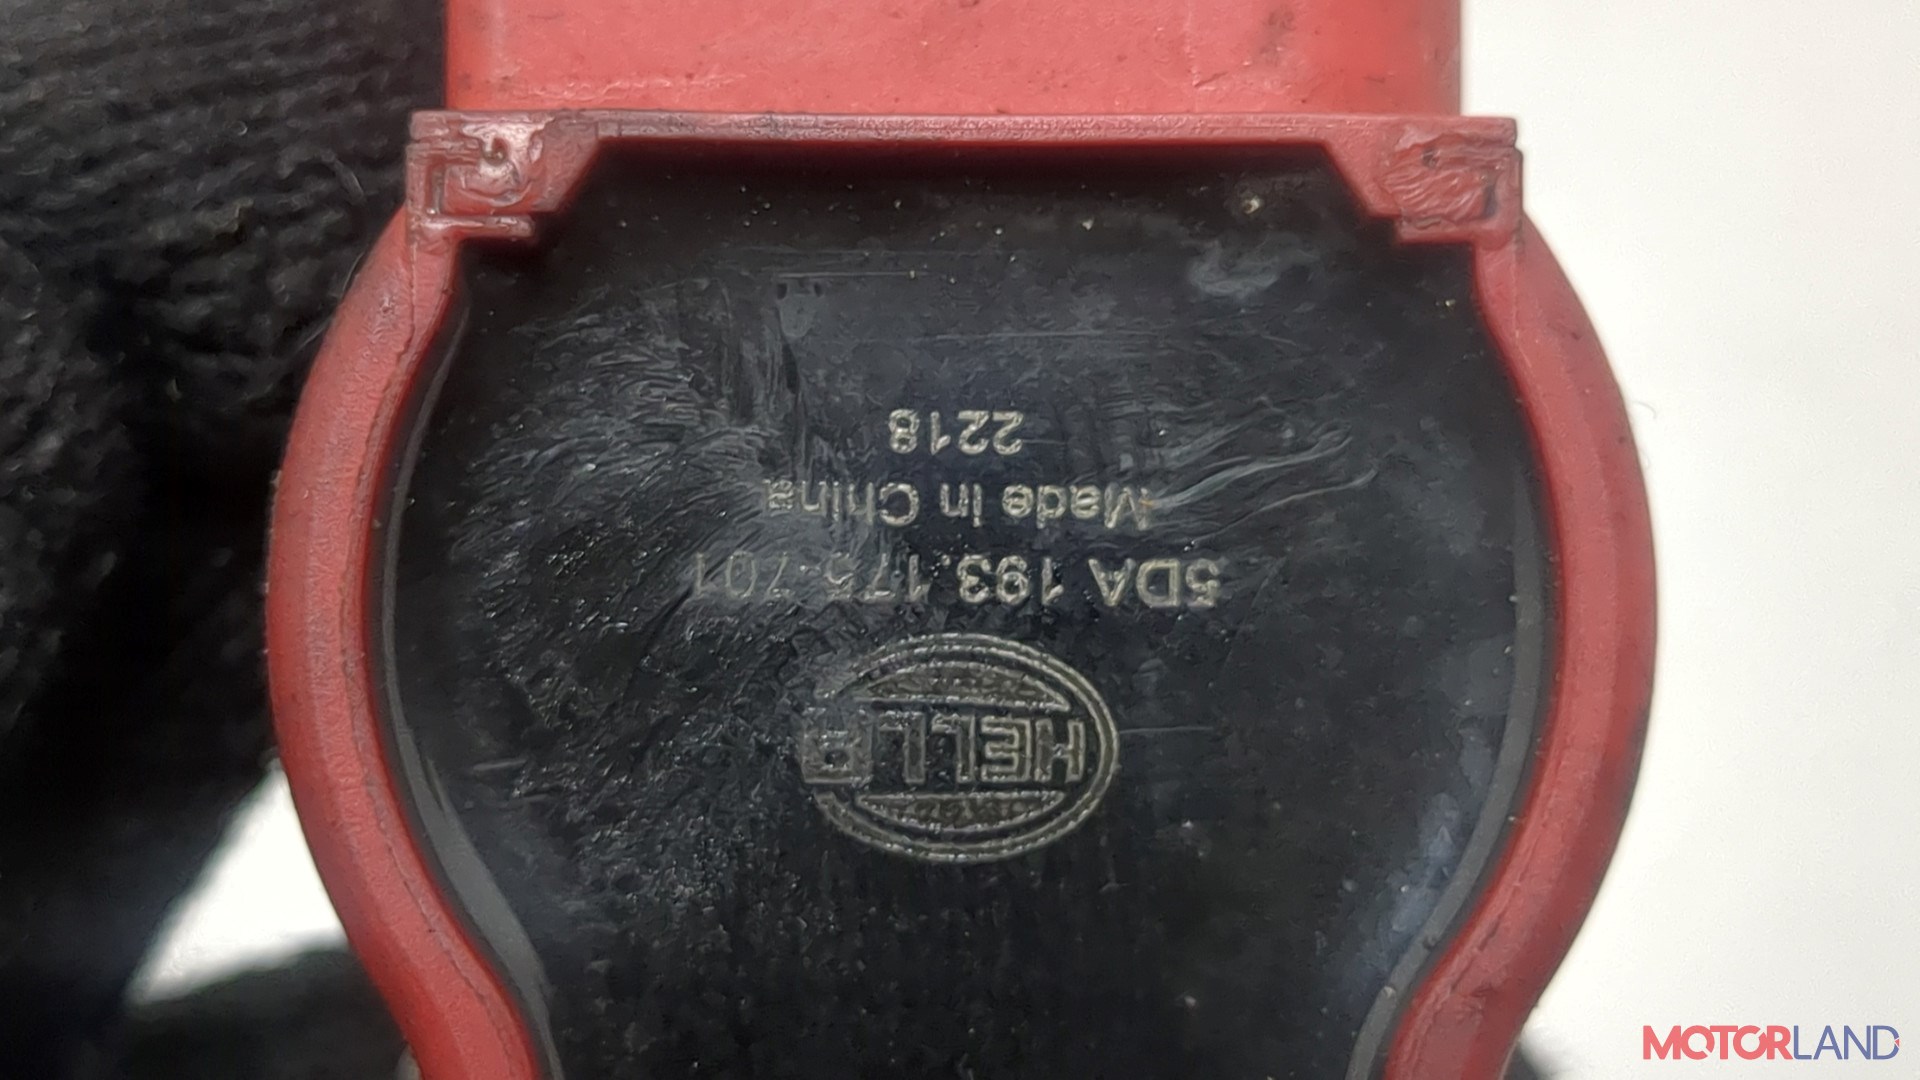 HELLA
5DA 193.175-701
Made in China
2218
MOTORLAND